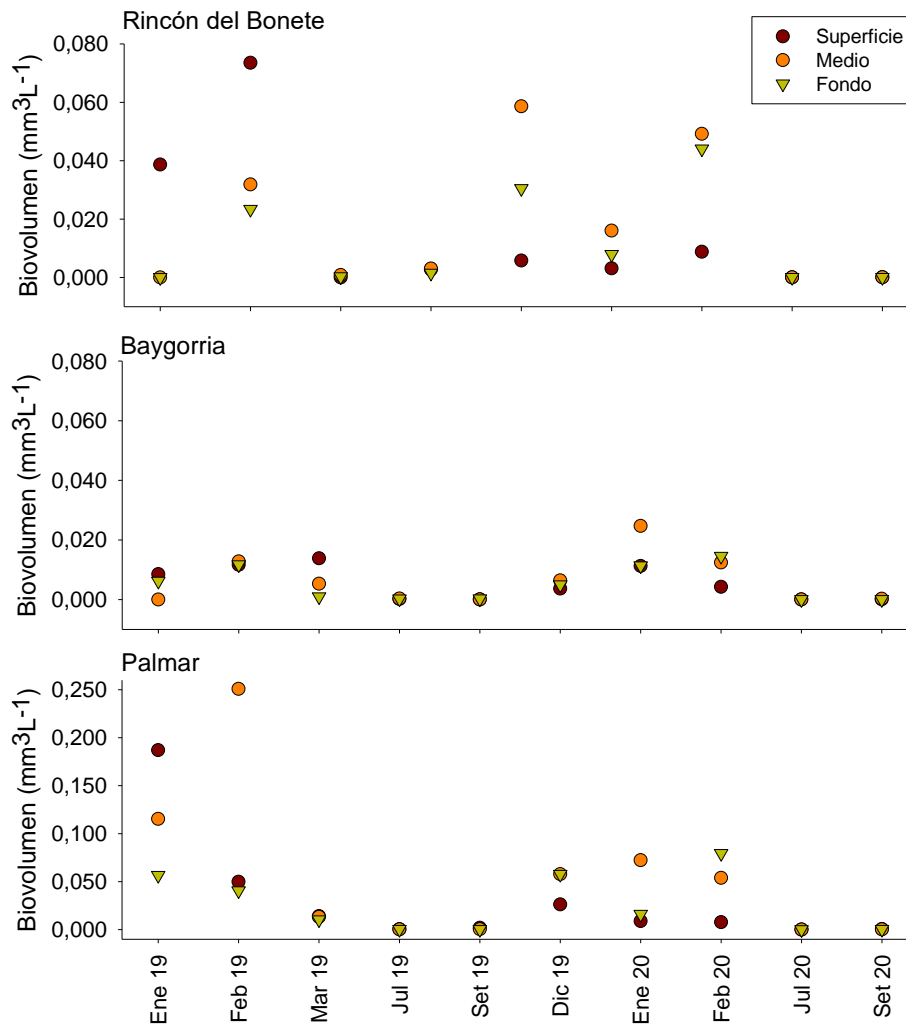 Rincón del Bonete
Superficie
Medio
Fondo
Biovolumen (mm3L-1)
0,080
0,060
0,040
0,020
0,000
Baygorria
Biovolumen (mm3L-1)
0,080
0,060
0,040
0,020
0,000
Palmar
Biovolumen (mm3L-1)
0,250
0,200
0,150
0,100
0,050
0,000
Ene 19
Feb 19
Mar 19
Jul 19
Set 19
Dic 19
Ene 20
Feb 20
Jul 20
Set 20